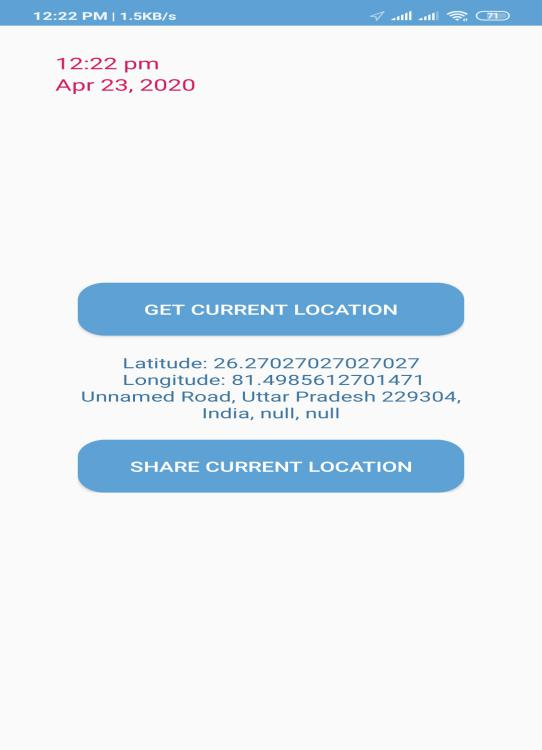 12:22 PM | 1.5KB/s
71
12:22 pm
Apr 23, 2020
GET CURRENT LOCATION
Latitude: 26.27027027027027
Longitude: 81.4985612701471
Unnamed Road, Uttar Pradesh 229304,
India, null, null
SHARE CURRENT LOCATION